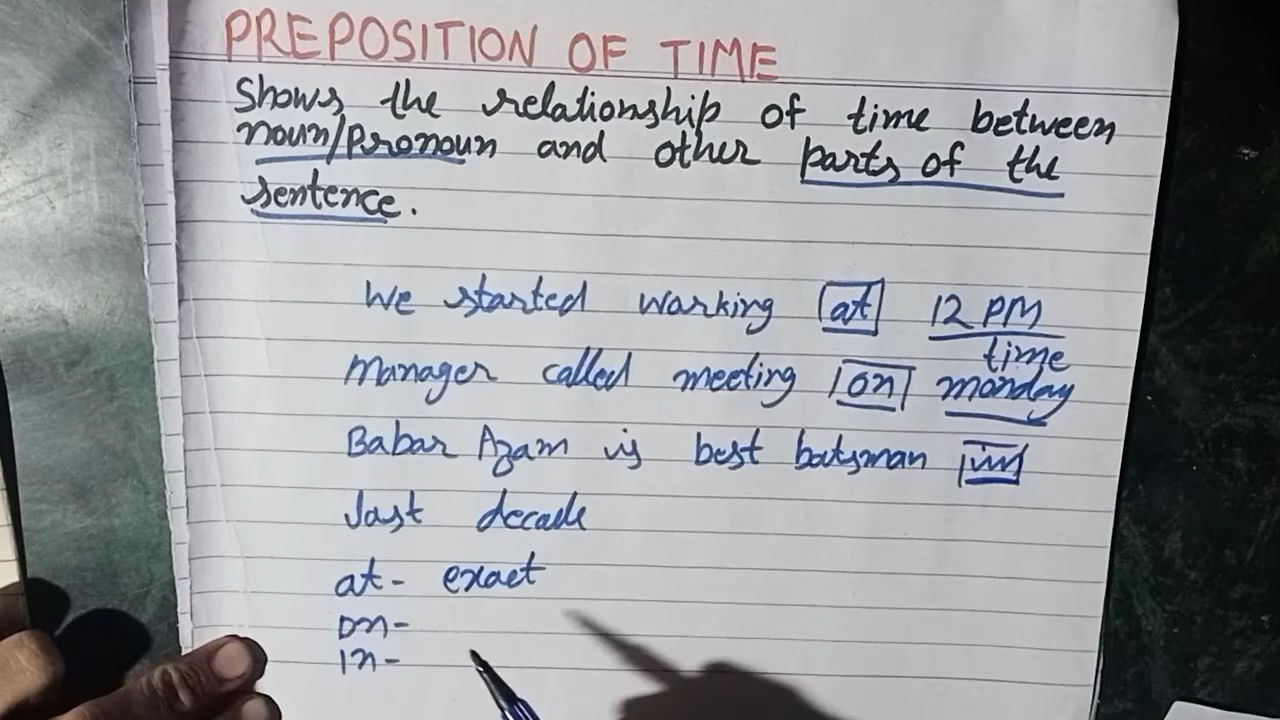 PREPOSITION OF TIME
Shows the relationship of time between
noun/pronoun and other parts of the
sentence.
We started working at 12 PM
time
Manager called meeting on monday
Babar Azam is best batsman in
last decade
at- exact
On-
In-